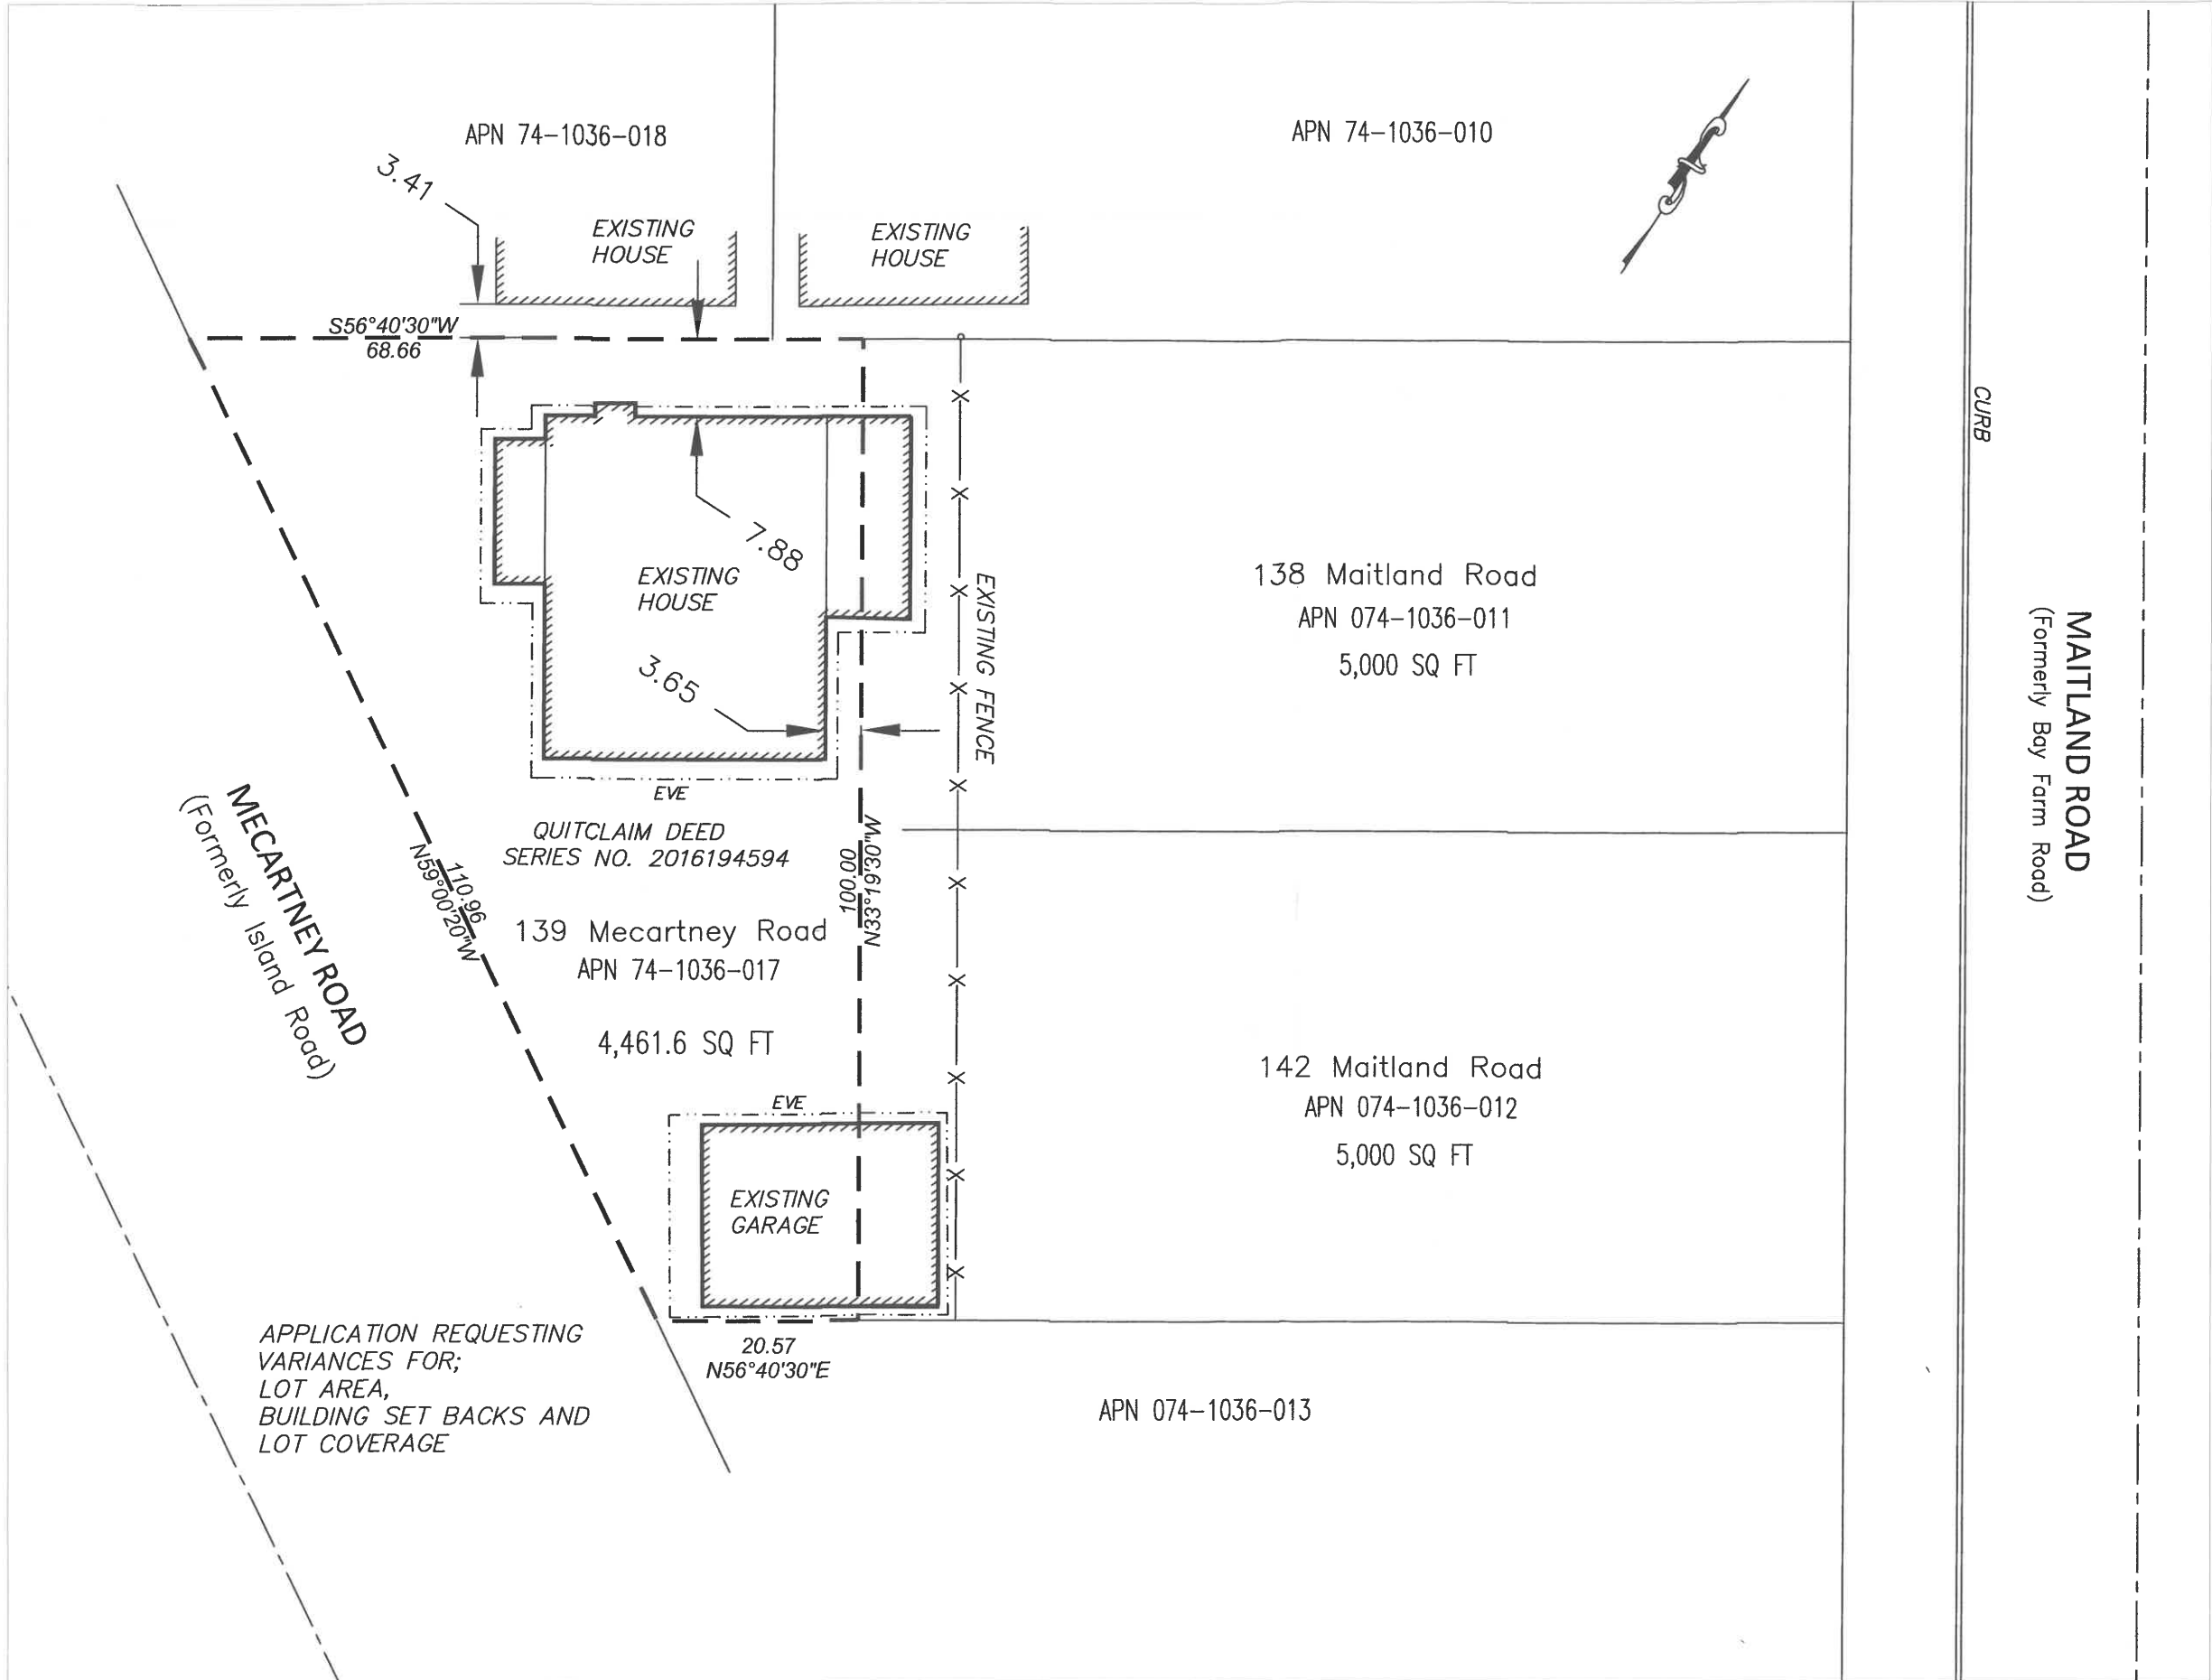 APN 74-1036-018
APN 74-1036-010
3.41
EXISTING
HOUSE
EXISTING
HOUSE
S56°40'30"W
68.66
CURB
7.88
EXISTING
HOUSE
3.65
EXISTING FENCE
138 Maitland Road
APN 074-1036-011
5,000 SQ FT
MAITLAND ROAD
(Formerly Bay Farm Road)
EVE
QUITCLAIM DEED
SERIES NO. 2016194594
N33°19'30"W
100.00
MECARTNEY ROAD
(Formerly Island Road)
110.96
N59°00'20"W
139 Mecartney Road
APN 74-1036-017
4,461.6 SQ FT
142 Maitland Road
APN 074-1036-012
5,000 SQ FT
EVE
EXISTING
GARAGE
20.57
N56°40'30"E
APPLICATION REQUESTING
VARIANCES FOR;
LOT AREA,
BUILDING SET BACKS AND
LOT COVERAGE
APN 074-1036-013